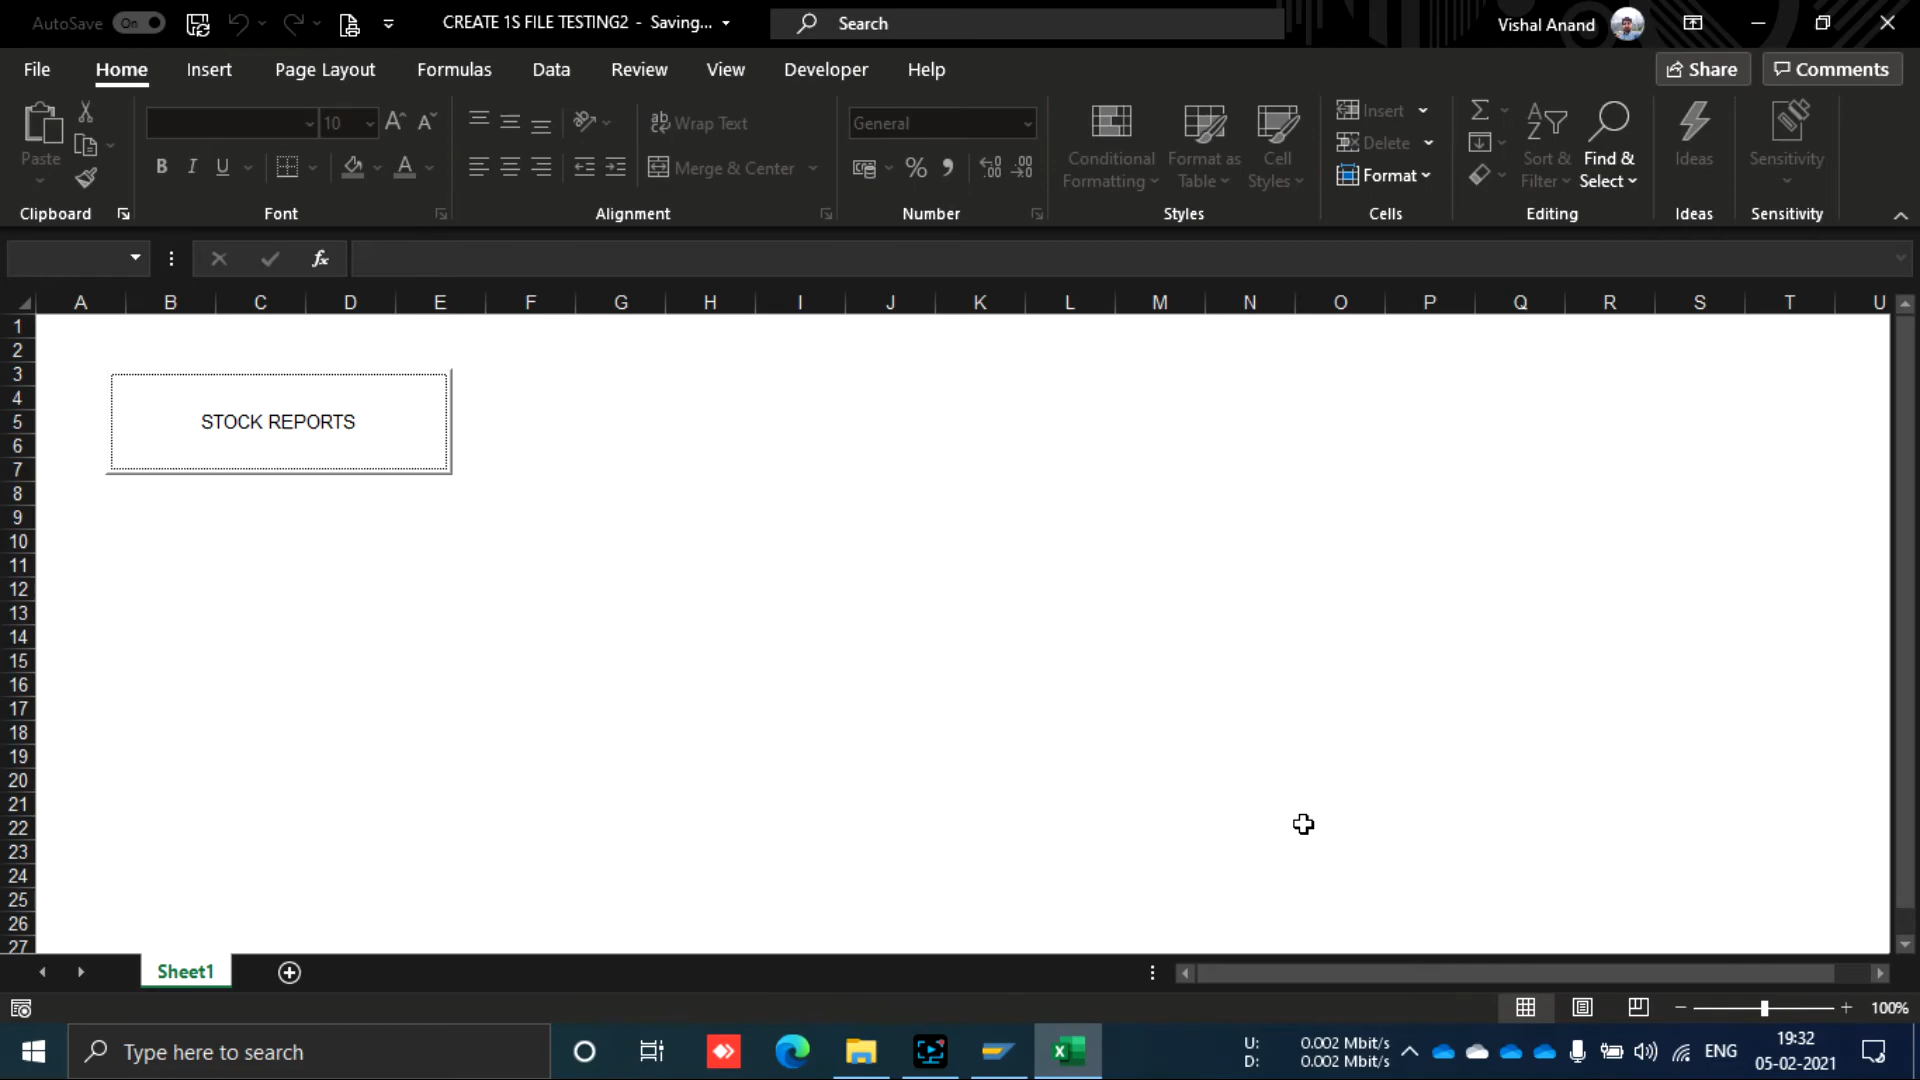 AutoSave On CREATE 1S FILE TESTING2 - Saving... Search Vishal Anand
File Home Insert Page Layout Formulas Data Review View Developer Help Share Comments
Paste 10 Wrap Text General Conditional Formatting Format as Table Cell Styles Insert Sort & Filter Find & Select Ideas Sensitivity
B I U Merge & Center % Delete
Format
Clipboard Font Alignment Number Styles Cells Editing Ideas Sensitivity
fx
A B C D E F G H I J K L M N O P Q R S T U
1
2
3
4
5 STOCK REPORTS
6
7
8
9
10
11
12
13
14
15
16
17
18
19
20
21
22
23
24
25
26
27
Sheet1
100%
Type here to search U: 0.002 Mbit/s ENG 19:32
D: 0.002 Mbit/s 05-02-2021